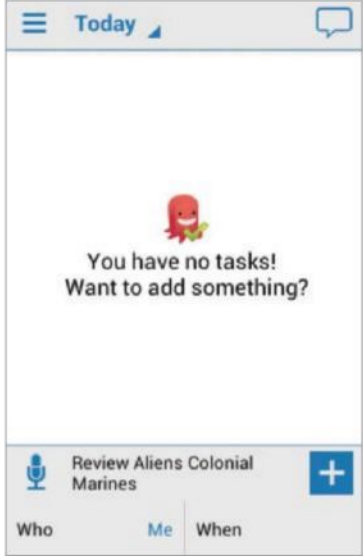 Today
You have no tasks!
Want to add something?
Review Aliens Colonial
Marines
Who Me When